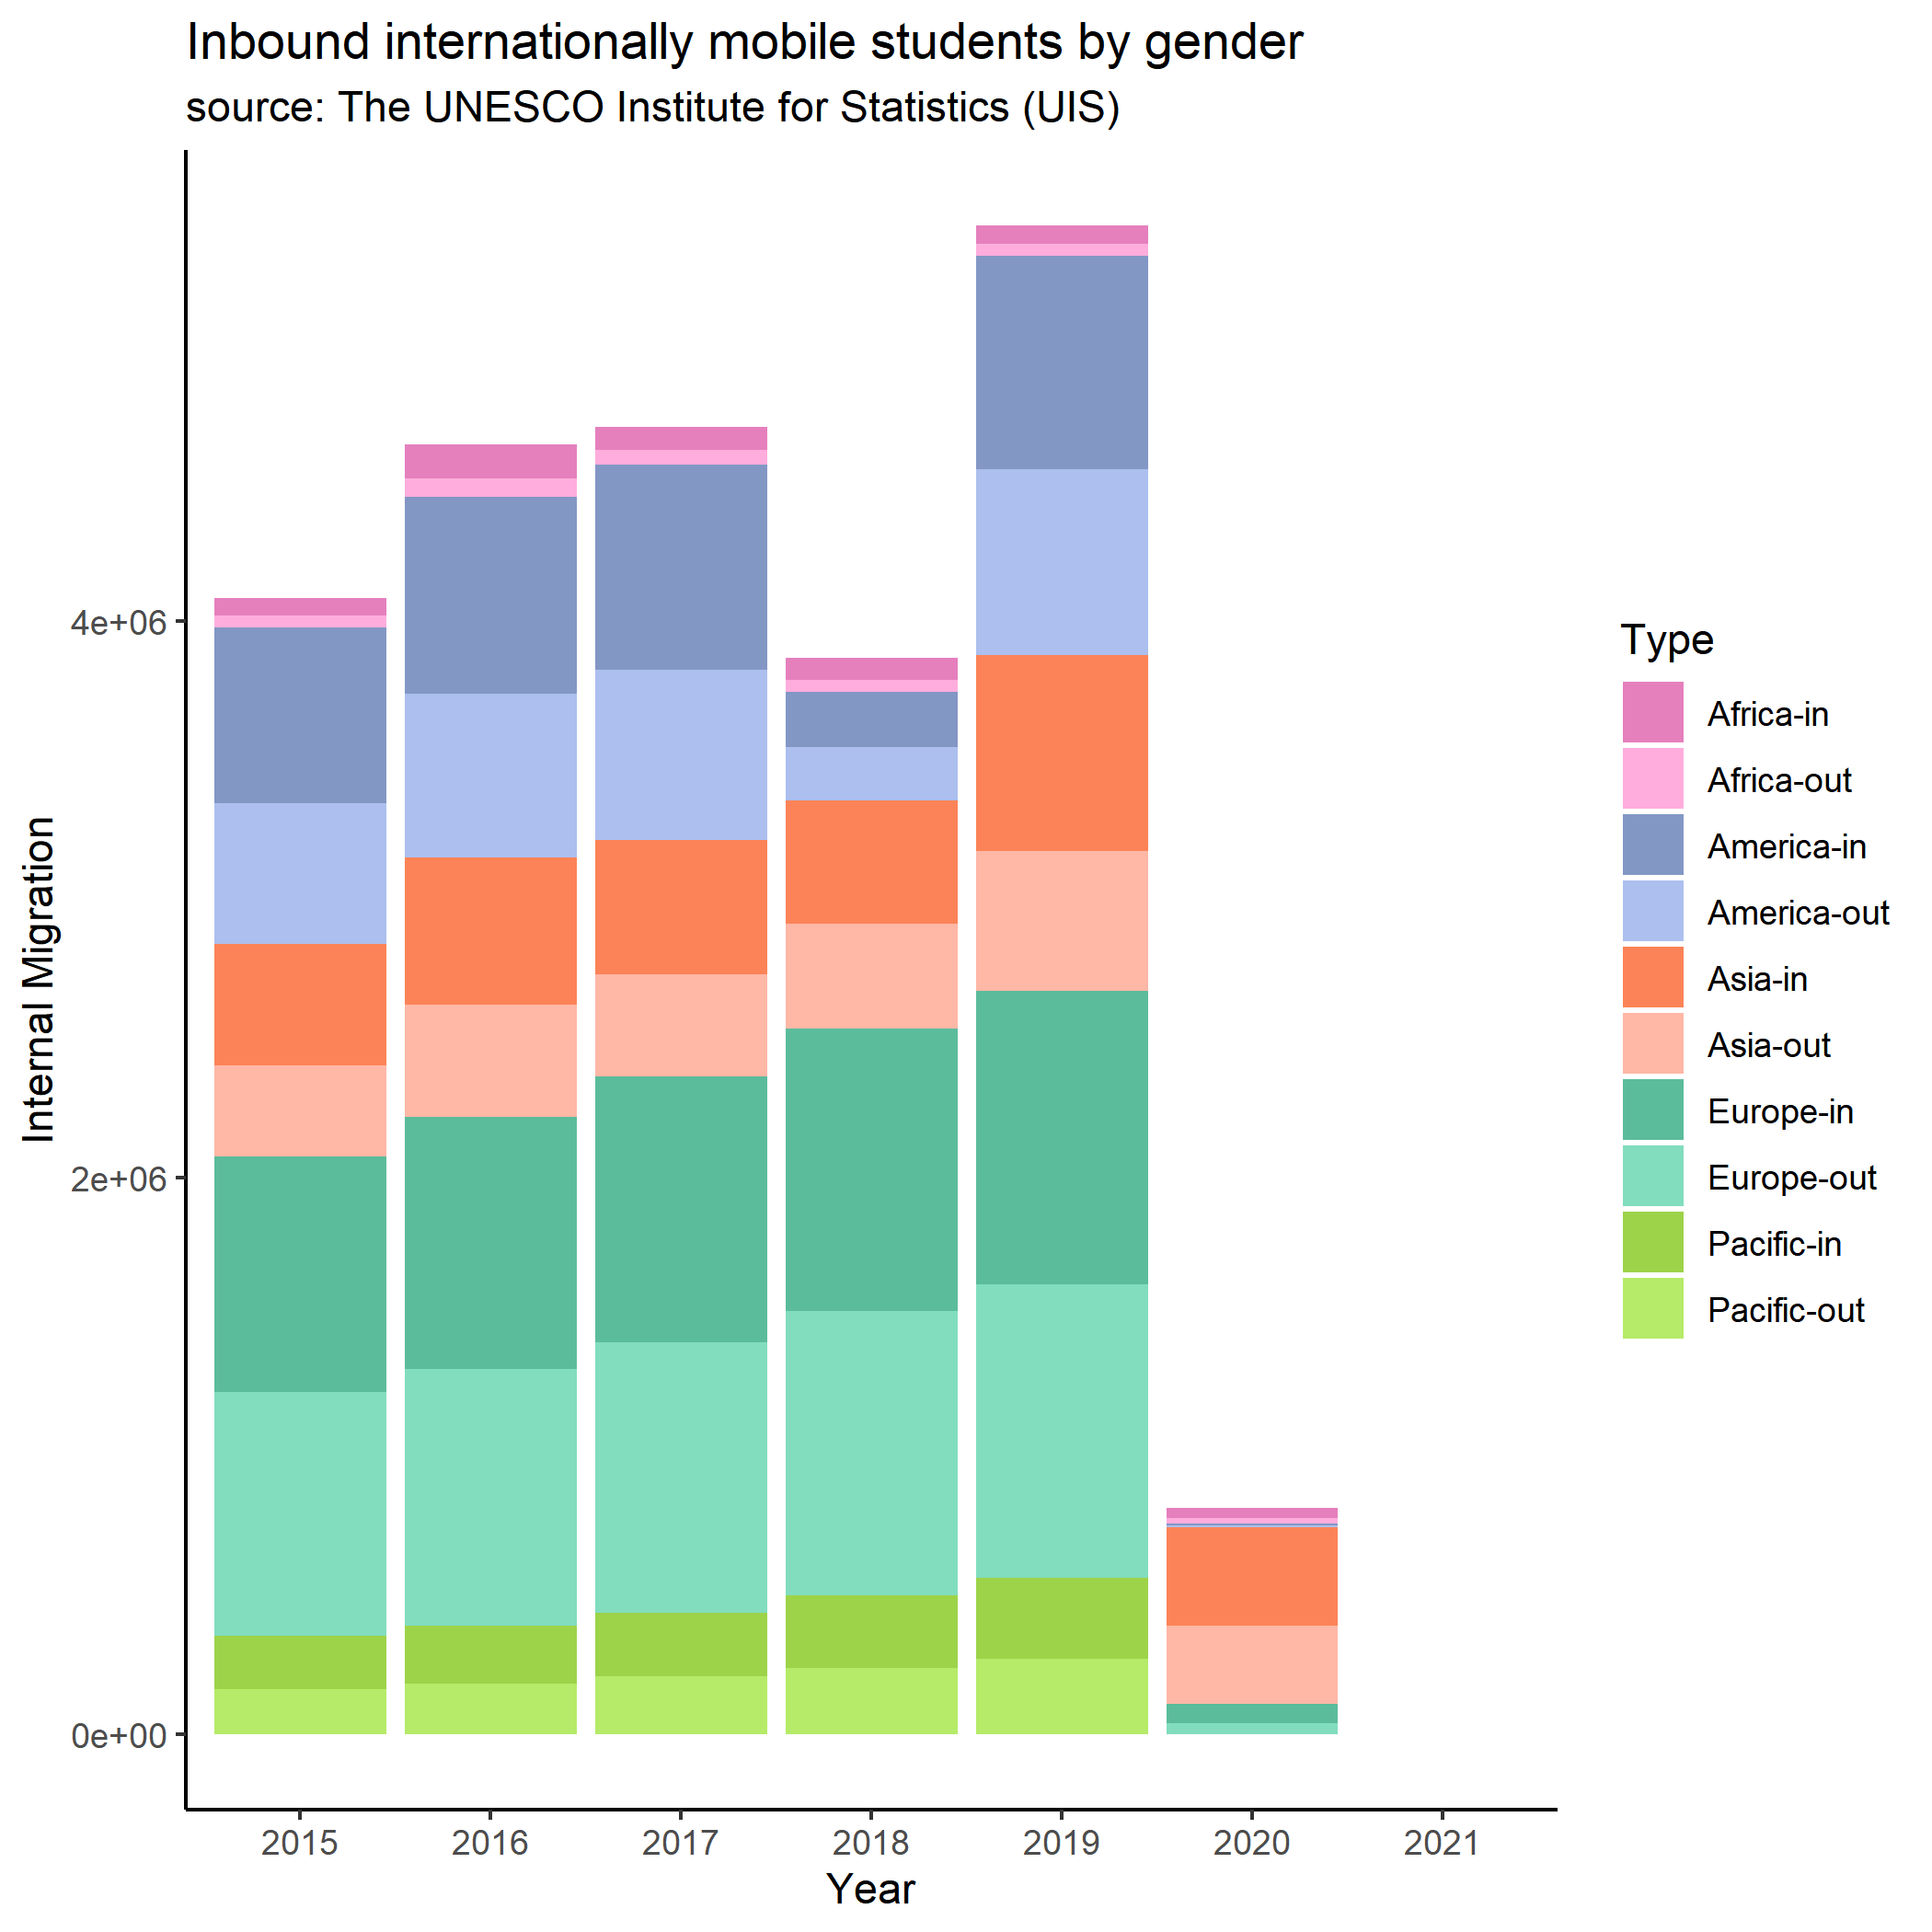 Inbound internationally mobile students by gender
source: The UNESCO Institute for Statistics (UIS)
Internal Migration
4e+06
2e+06
0e+00
2015
2016
2017
2018
2019
2020
2021
Year
Type
Africa-in
Africa-out
America-in
America-out
Asia-in
Asia-out
Europe-in
Europe-out
Pacific-in
Pacific-out